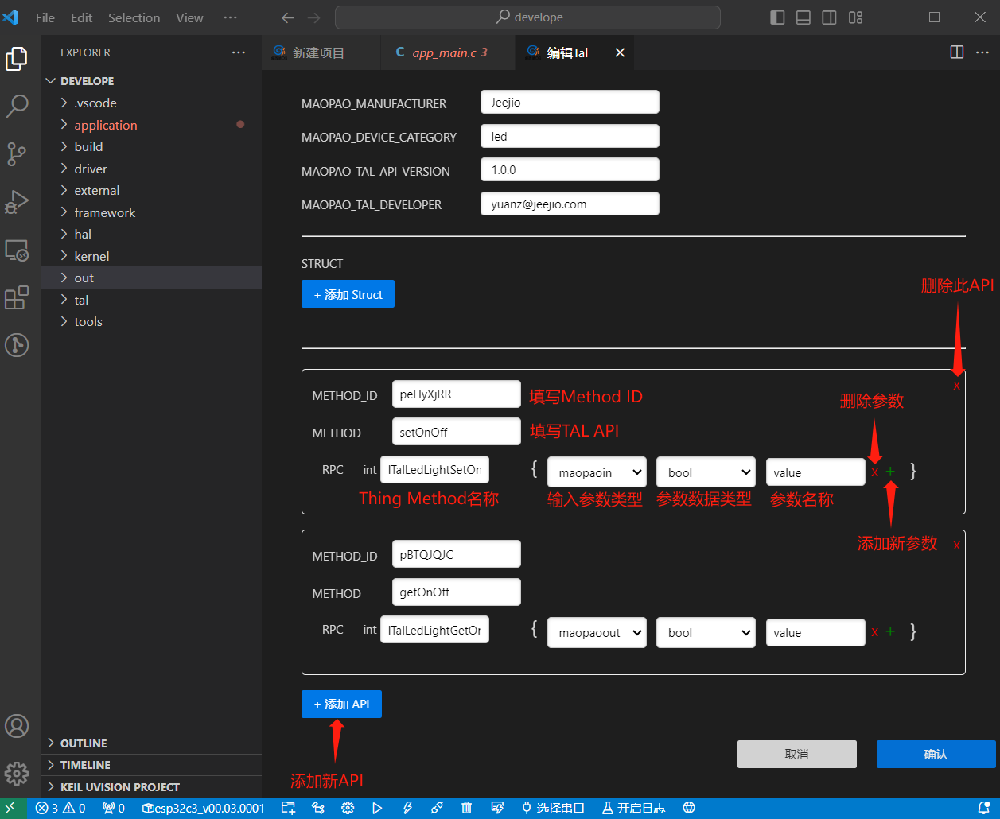 File Edit Selection View ··· develope
EXPLORER ···
新建项目 app_main.c 3 编辑Tal
DEVELOPE
.vscode
application
build
driver
external
framework
hal
kernel
out
tal
tools
OUTLINE
TIMELINE
KEIL UVISION PROJECT
MAOPAO_MANUFACTURER Jeejio
MAOPAO_DEVICE_CATEGORY led
MAOPAO_TAL_API_VERSION 1.0.0
MAOPAO_TAL_DEVELOPER yuanz@jeejio.com
STRUCT
+ 添加 Struct
删除此API
x
METHOD_ID peHyXjRR 填写Method ID
删除参数
METHOD setOnOff 填写TAL API
__RPC__ int ITalLedLightSetOn { maopaoin bool value x + }
Thing Method名称 输入参数类型 参数数据类型 参数名称
添加新参数 x
METHOD_ID pBTQJQJC
METHOD getOnOff
__RPC__ int ITalLedLightGetOr { maopaoout bool value x + }
+ 添加 API
添加新API
取消 确认
3 0 0 esp32c3_v00.03.0001 选择串口 开启日志